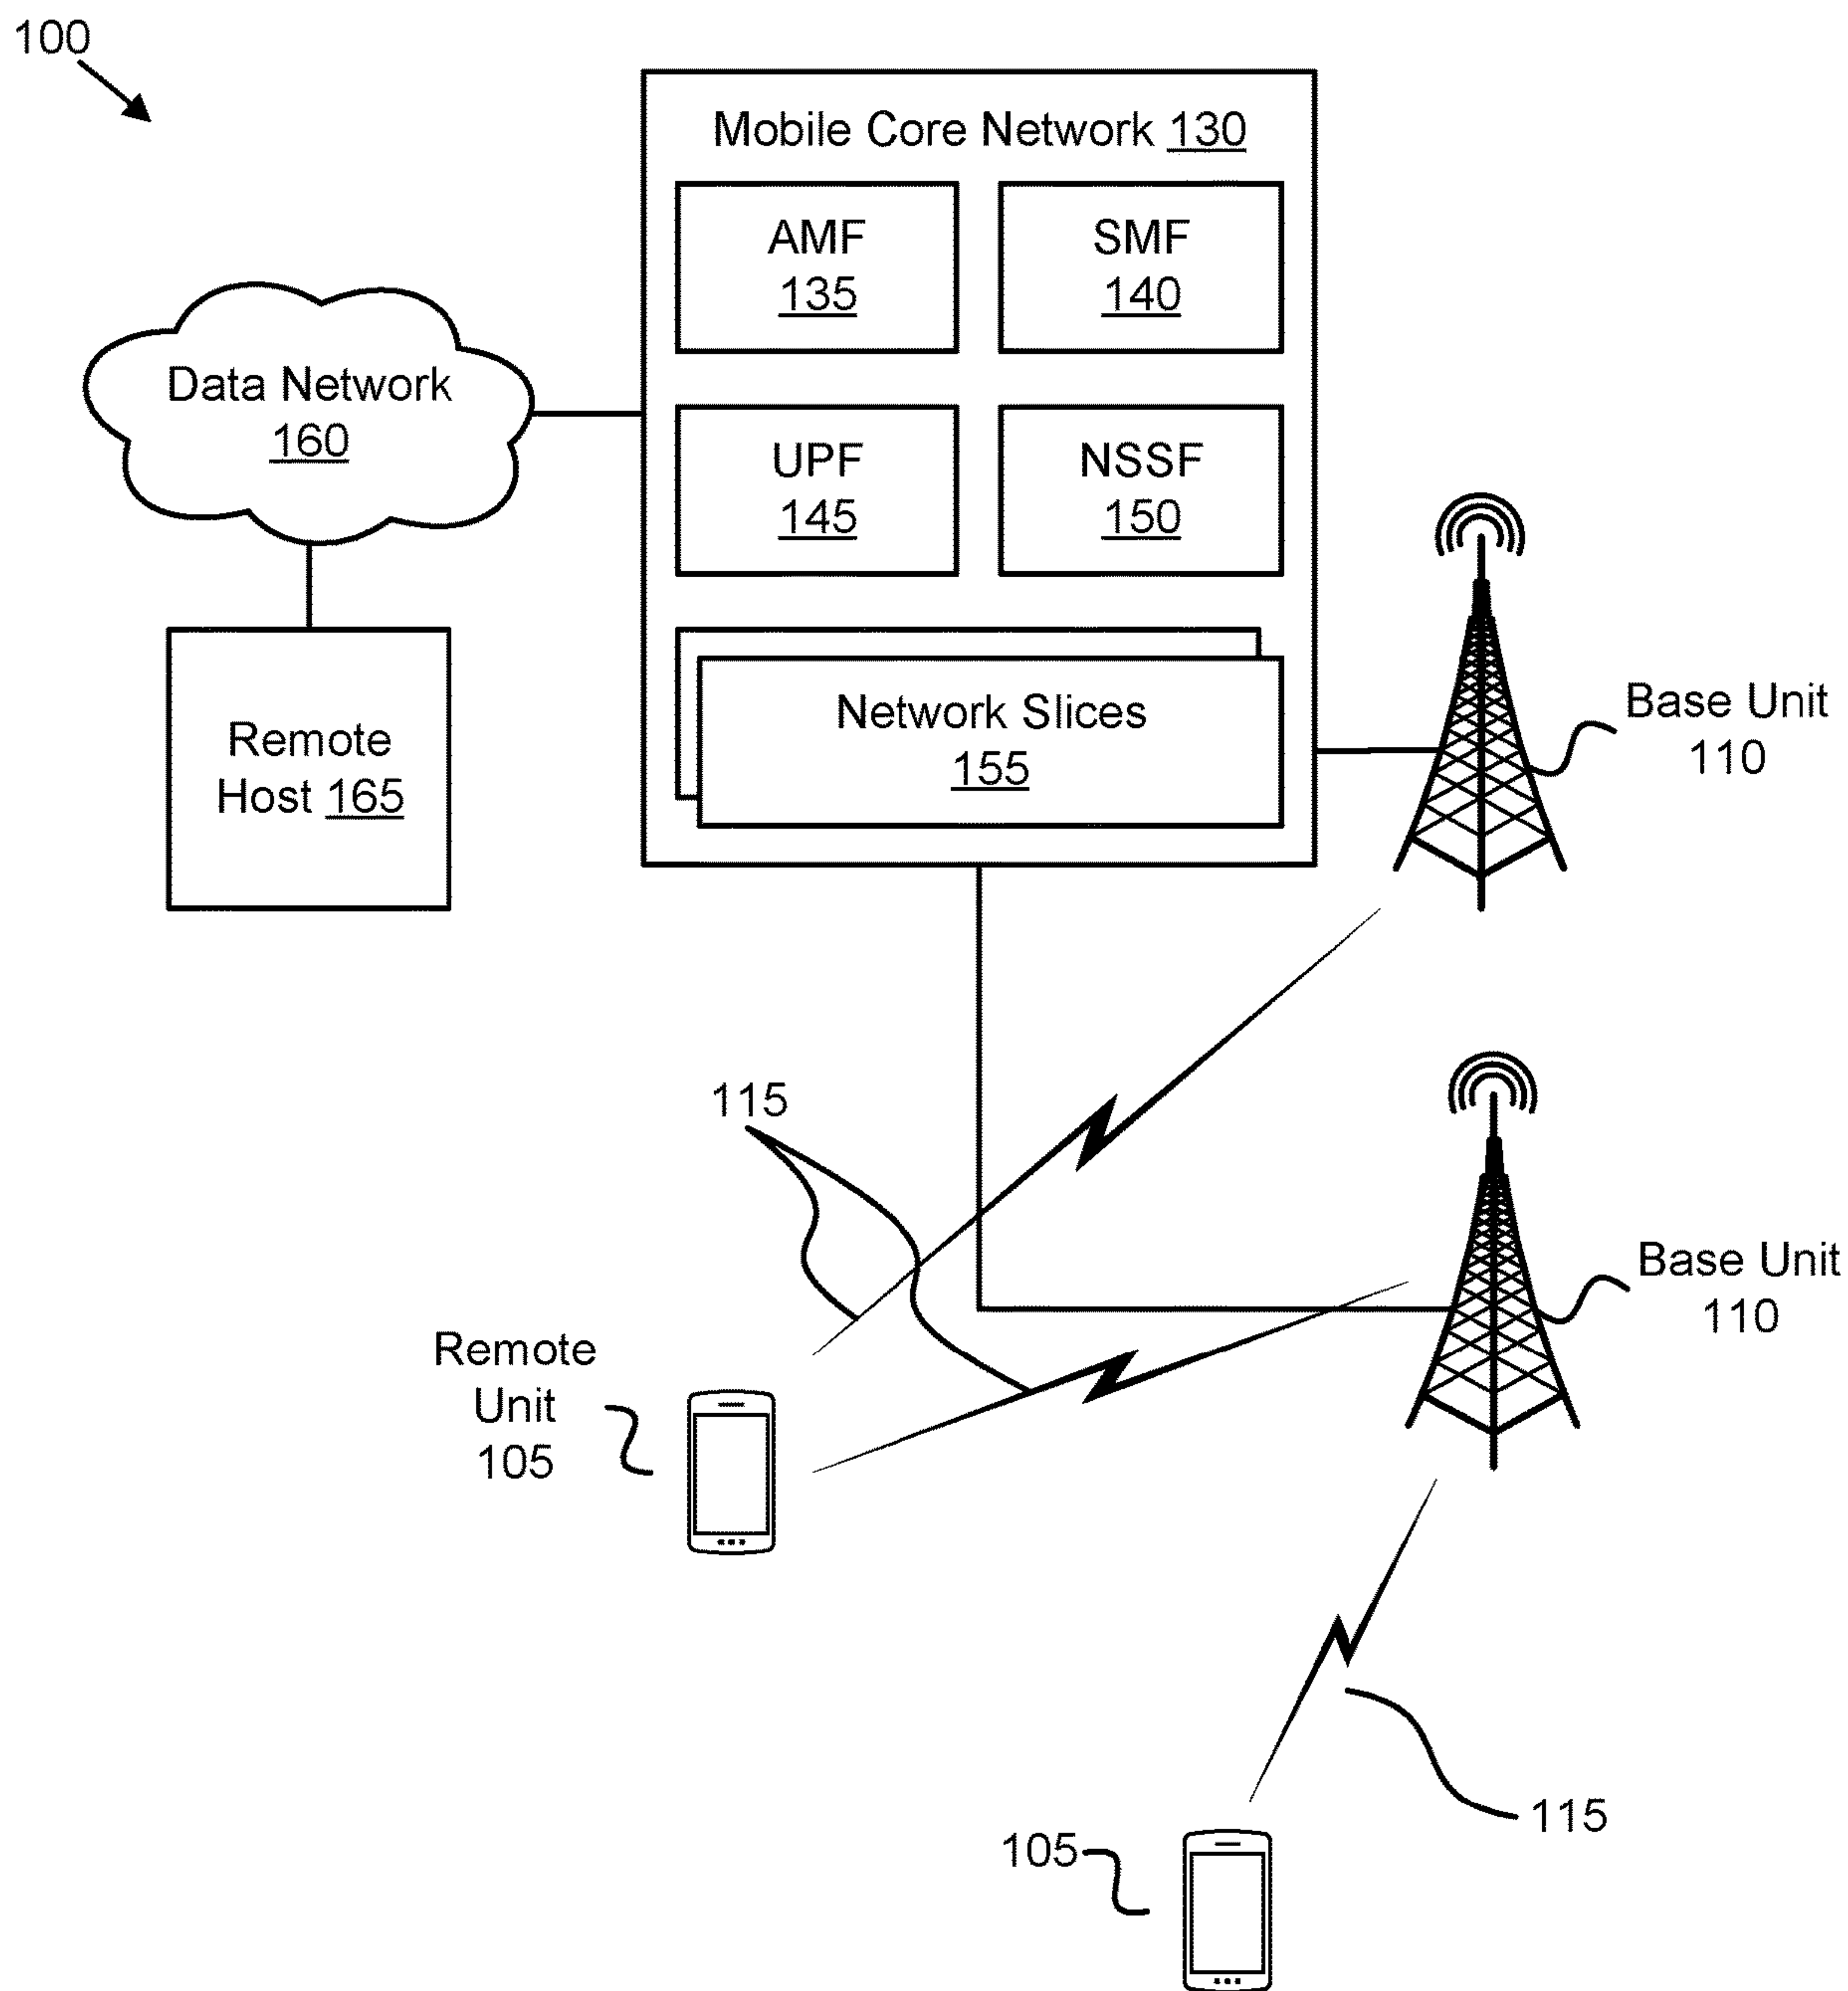 100
Mobile Core Network 130
AMF
135
SMF
140
Data Network
160
UPF
145
NSSF
150
Network Slices
155
Remote
Host 165
Base Unit
110
115
Base Unit
110
Remote
Unit
105
115
105